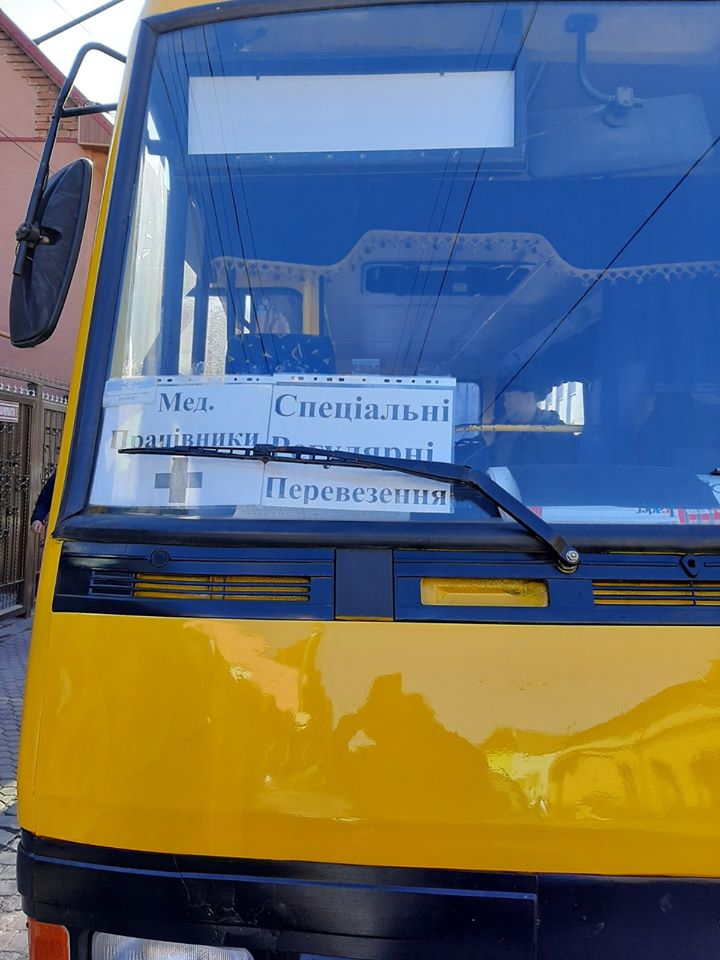 Мед.
Працівники
Спеціальні
Регулярні
Перевезення